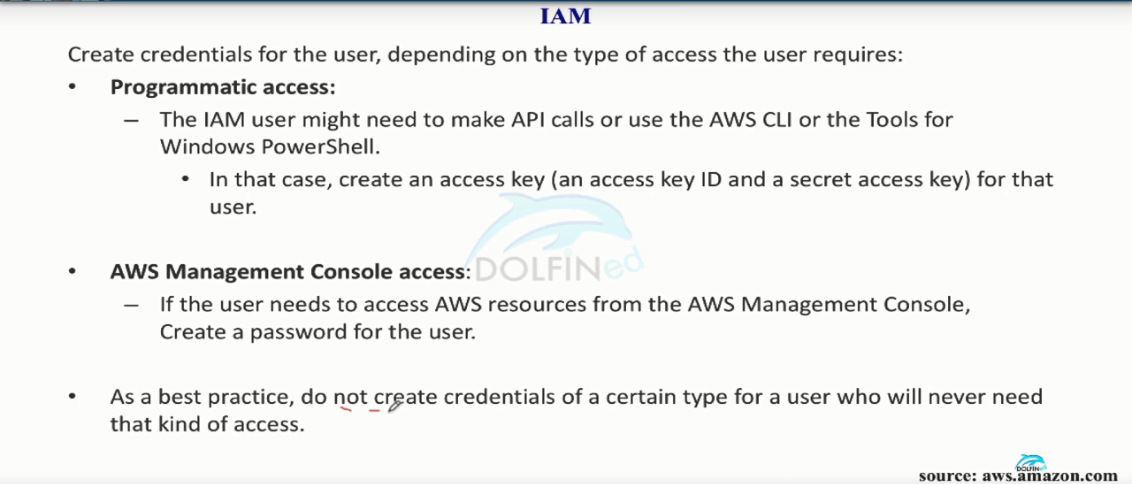 IAM
Create credentials for the user, depending on the type of access the user requires:
• Programmatic access:
– The IAM user might need to make API calls or use the AWS CLI or the Tools for
Windows PowerShell.
• In that case, create an access key (an access key ID and a secret access key) for that
user.
DOLFINed
• AWS Management Console access:
– If the user needs to access AWS resources from the AWS Management Console,
Create a password for the user.
• As a best practice, do not create credentials of a certain type for a user who will never need
that kind of access.
DOLFINed
source: aws.amazon.com